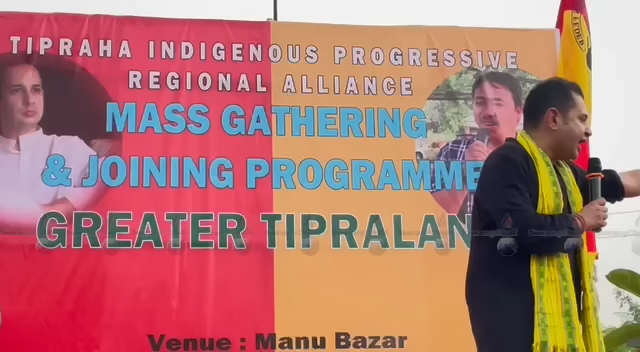 TIPRAHA INDIGENOUS PROGRESSIVE
REGIONAL ALLIANCE
MASS GATHERING
& JOINING PROGRAMME
GREATER TIPRALAN
Venue : Manu Bazar